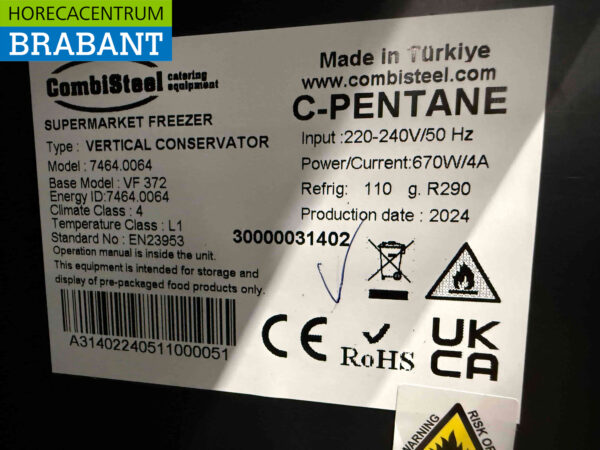 HORECACENTRUM
BRABANT
CombiSteel catering equipment
SUPERMARKET FREEZER
Type : VERTICAL CONSERVATOR
Model : 7464.0064
Base Model : VF 372
Energy ID:7464.0064
Climate Class : 4
Temperature Class : L1
Standard No : EN23953
Operation manual is inside the unit.
This equipment is intended for storage and
display of pre-packaged food products only.
A31402240511000051
Made in Türkiye
www.combisteel.com
C-PENTANE
Input :220-240V/50 Hz
Power/Current:670W/4A
Refrig: 110 g. R290
Production date : 2024
30000031402
CE
RoHS
UK
CA
WARNING
RISK OF